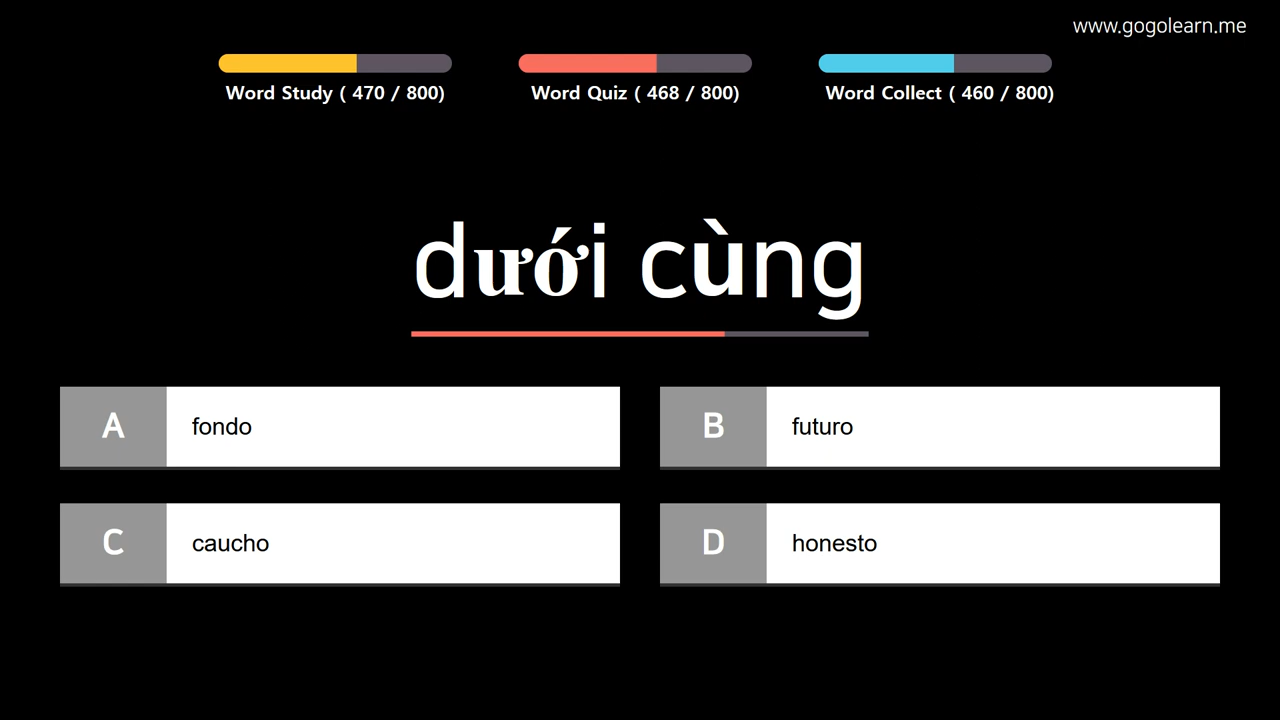 www.gogolearn.me
Word Study ( 470 / 800)
Word Quiz ( 468 / 800)
Word Collect ( 460 / 800)
dưới cùng
A fondo
B futuro
C caucho
D honesto